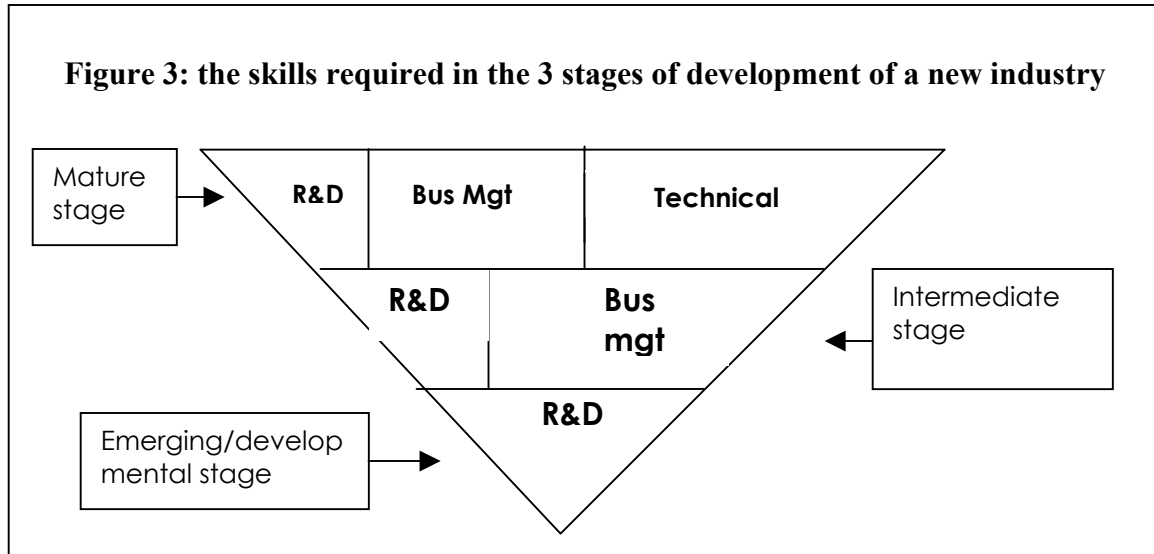 Figure 3: the skills required in the 3 stages of development of a new industry
Mature
stage
R&D
Bus Mgt
Technical
R&D
Bus
mgt
Intermediate
stage
R&D
Emerging/develop
mental stage